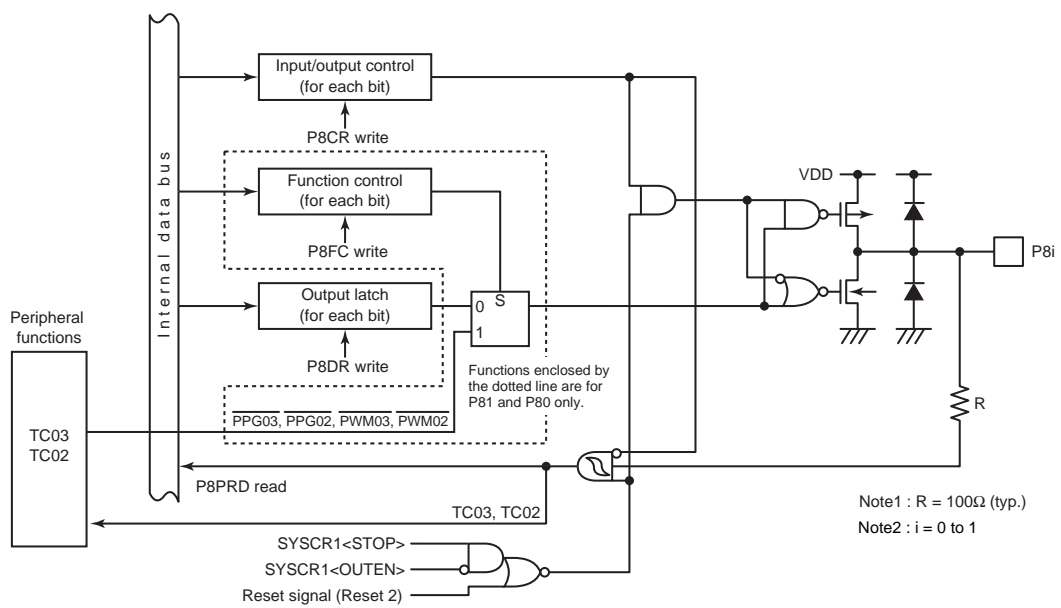 Input/output control
(for each bit)
P8CR write
Internal data bus
Function control
(for each bit)
P8FC write
VDD
P8i
Output latch
(for each bit)
0
S
1
Peripheral
functions
P8DR write
Functions enclosed by
the dotted line are for
P81 and P80 only.
R
PPG03, PPG02, PWM03, PWM02
TC03
TC02
P8PRD read
TC03, TC02
Note1 : R = 100Ω (typ.)
Note2 : i = 0 to 1
SYSCR1<STOP>
SYSCR1<OUTEN>
Reset signal (Reset 2)